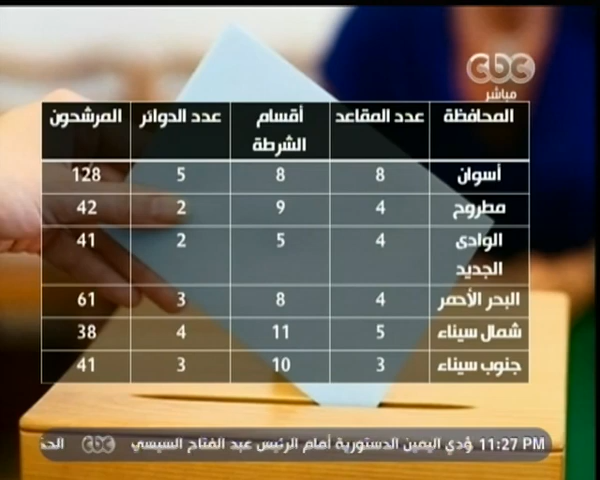 cbc
مباشر
المحافظة عدد المقاعد أقسام الشرطة عدد الدوائر المرشحون
أسوان 8 8 5 128
مطروح 4 9 2 42
الوادى الجديد 4 5 2 41
البحر الأحمر 4 8 3 61
شمال سيناء 5 11 4 38
جنوب سيناء 3 10 3 41
11:27 PM ؤدي اليمين الدستورية أمام الرئيس عبد الفتاح السيسي cbc